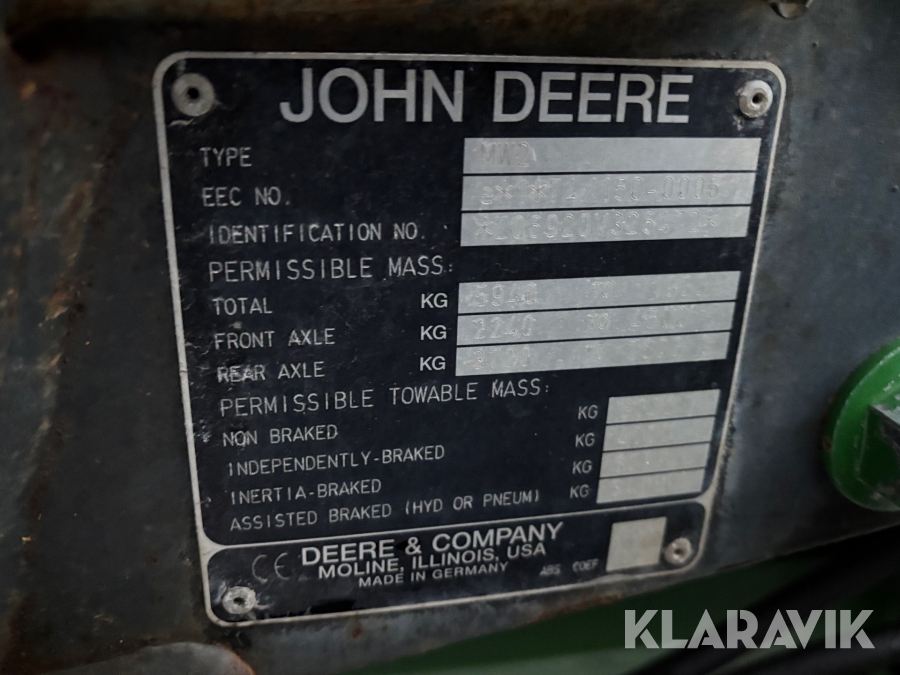 JOHN DEERE
TYPE
EEC NO.
IDENTIFICATION NO.
PERMISSIBLE MASS:
TOTAL KG
FRONT AXLE KG 2240
REAR AXLE KG
PERMISSIBLE TOWABLE MASS:
NON BRAKED KG
INDEPENDENTLY-BRAKED KG
INERTIA-BRAKED KG
ASSISTED BRAKED (HYD OR PNEUM) KG
CE DEERE & COMPANY
MOLINE, ILLINOIS, USA
MADE IN GERMANY ABS. COEF
KLARAVIK